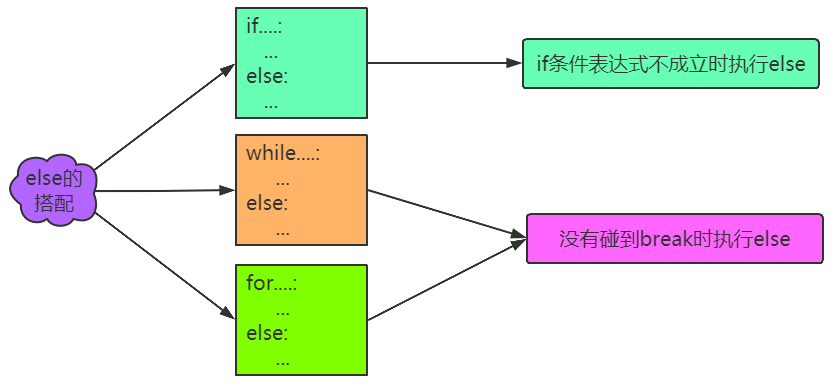 else的
搭配
if....:
...
else:
...
while....:
...
else:
...
for....:
...
else:
...
if条件表达式不成立时执行else
没有碰到break时执行else